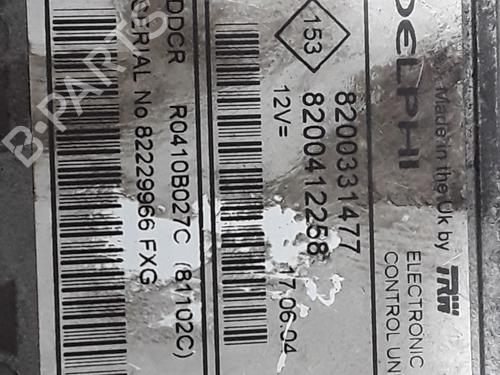 DELPHI
Made in the Uk by TRW
ELECTRONIC
CONTROL UN
153
8200331477
8200412258
12V= 17.06.04
DDCR R0410B027C (81102C)
SERIAL No 82229966 FXG
B-PARTS